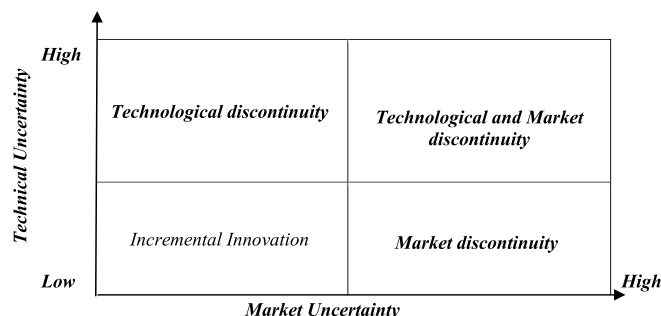 High
Technical Uncertainty
Technological discontinuity
Technological and Market
discontinuity
Incremental Innovation
Market discontinuity
Low
High
Market Uncertainty